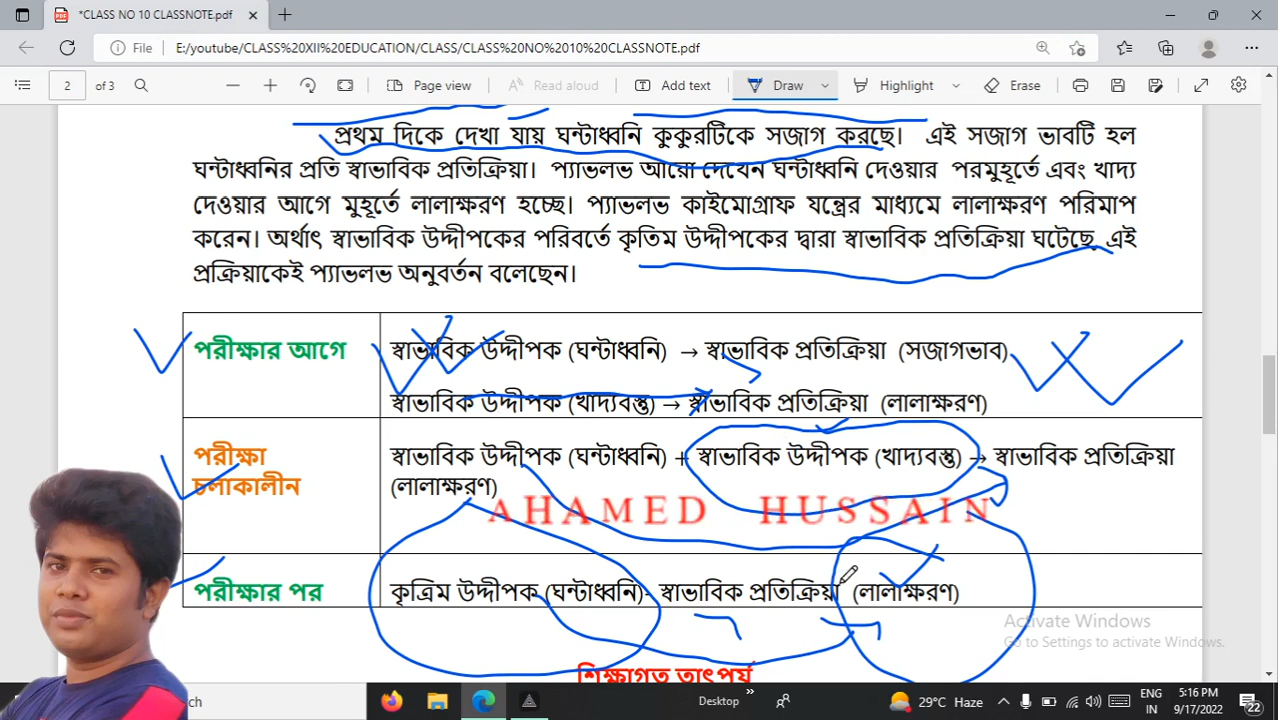 *CLASS NO 10 CLASSNOTE.pdf
File E:/youtube/CLASS%20XII%20EDUCATION/CLASS/CLASS%20NO%2010%20CLASSNOTE.pdf
2 of 3 Page view Read aloud Add text Draw Highlight Erase
প্রথম দিকে দেখা যায় ঘন্টাধ্বনি কুকুরটিকে সজাগ করছে। এই সজাগ ভাবটি হল
ঘন্টাধ্বনির প্রতি স্বাভাবিক প্রতিক্রিয়া। প্যাভলভ আরো দেখেন ঘন্টাধ্বনি দেওয়ার পরমুহূর্তে এবং খাদ্য
দেওয়ার আগে মুহূর্তে লালাক্ষরণ হচ্ছে। প্যাভলভ কাইমোগ্রাফ যন্ত্রের মাধ্যমে লালাক্ষরণ পরিমাপ
করেন। অর্থাৎ স্বাভাবিক উদ্দীপকের পরিবর্তে কৃতিম উদ্দীপকের দ্বারা স্বাভাবিক প্রতিক্রিয়া ঘটেছে, এই
প্রক্রিয়াকেই প্যাভলভ অনুবর্তন বলেছেন।
পরীক্ষার আগে স্বাভাবিক উদ্দীপক (ঘন্টাধ্বনি) → স্বাভাবিক প্রতিক্রিয়া (সজাগভাব)
স্বাভাবিক উদ্দীপক (খাদ্যবস্তু) → স্বাভাবিক প্রতিক্রিয়া (লালাক্ষরণ)
পরীক্ষা স্বাভাবিক উদ্দীপক (ঘন্টাধ্বনি) + স্বাভাবিক উদ্দীপক (খাদ্যবস্তু) → স্বাভাবিক প্রতিক্রিয়া
চলাকালীন (লালাক্ষরণ)
AHAMED HUSSAIN
পরীক্ষার পর কৃত্রিম উদ্দীপক (ঘন্টাধ্বনি)- স্বাভাবিক প্রতিক্রিয়া (লালাক্ষরণ)
Activate Windows
Go to Settings to activate Windows.
শিক্ষাগত তাৎপর্য
rch Desktop 29°C Haze ENG 5:16 PM
IN 9/17/2022 22